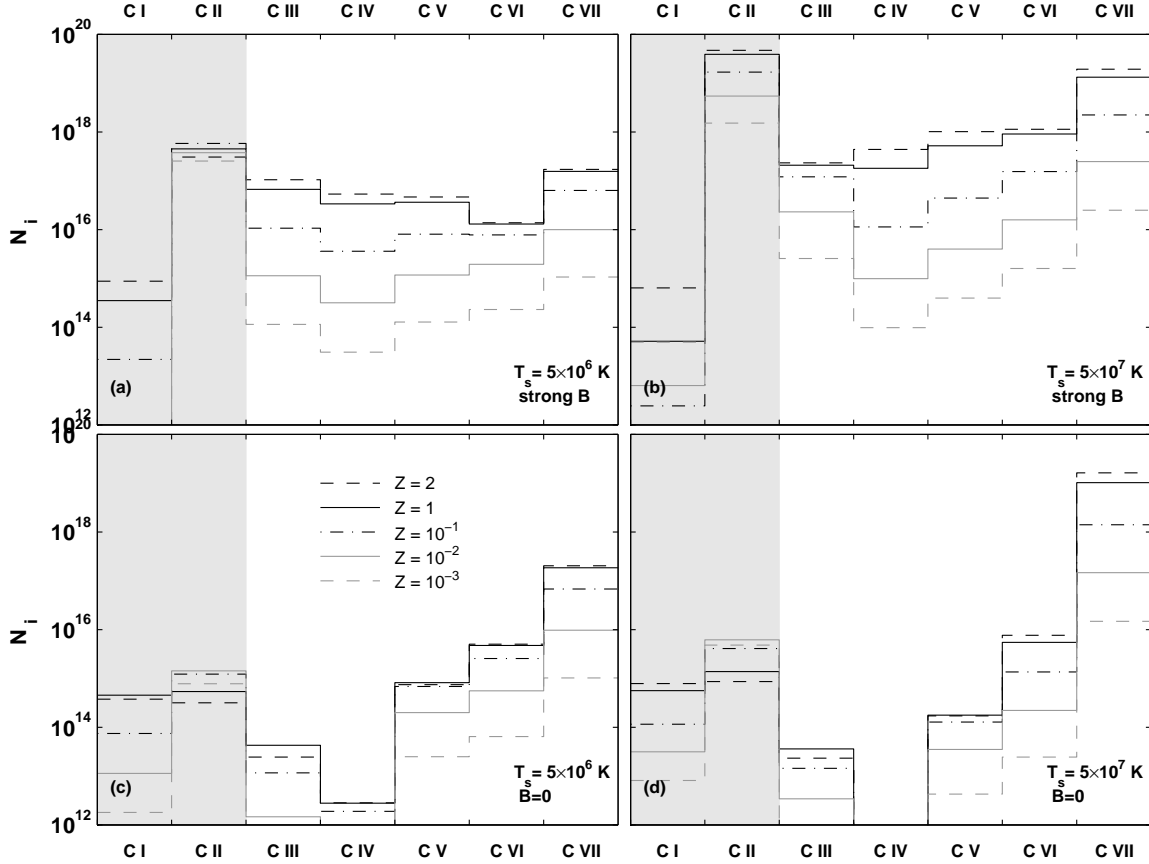 C I C II C III C IV C V C VI C VII C I C II C III C IV C V C VI C VII
10^20
10^18
10^16
10^14
10^12
N_i
(a)
T_s = 5×10^6 K
strong B
(b)
T_s = 5×10^7 K
strong B
10^20
10^18
10^16
10^14
10^12
N_i
Z = 2
Z = 1
Z = 10^−1
Z = 10^−2
Z = 10^−3
(c)
T_s = 5×10^6 K
B=0
(d)
T_s = 5×10^7 K
B=0
C I C II C III C IV C V C VI C VII C I C II C III C IV C V C VI C VII